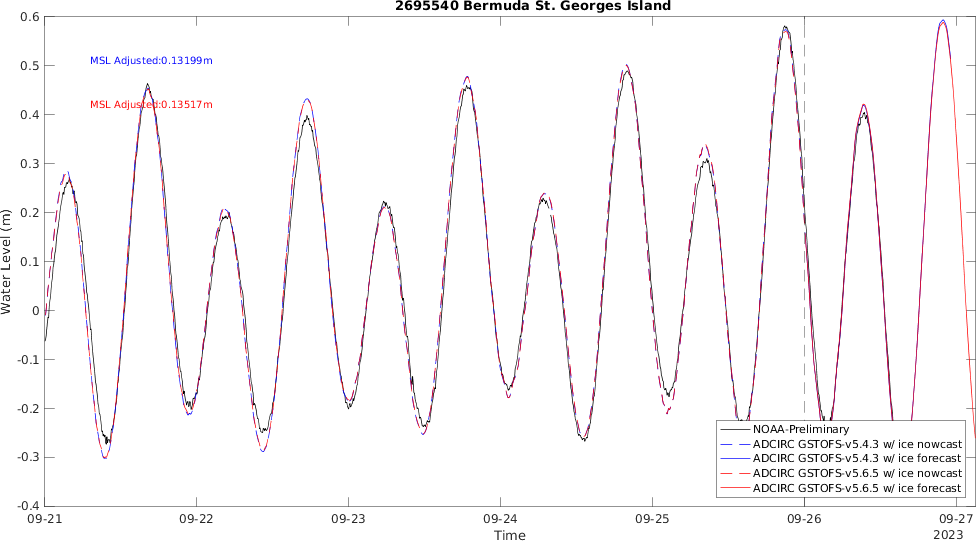 2695540 Bermuda St. Georges Island
0.6
0.5
0.4
0.3
0.2
0.1
0
-0.1
-0.2
-0.3
-0.4
Water Level (m)
MSL Adjusted:0.13199m
MSL Adjusted:0.13517m
NOAA-Preliminary
ADCIRC GSTOFS-v5.4.3 w/ ice nowcast
ADCIRC GSTOFS-v5.4.3 w/ ice forecast
ADCIRC GSTOFS-v5.6.5 w/ ice nowcast
ADCIRC GSTOFS-v5.6.5 w/ ice forecast
09-21 09-22 09-23 09-24 09-25 09-26 09-27
2023
Time